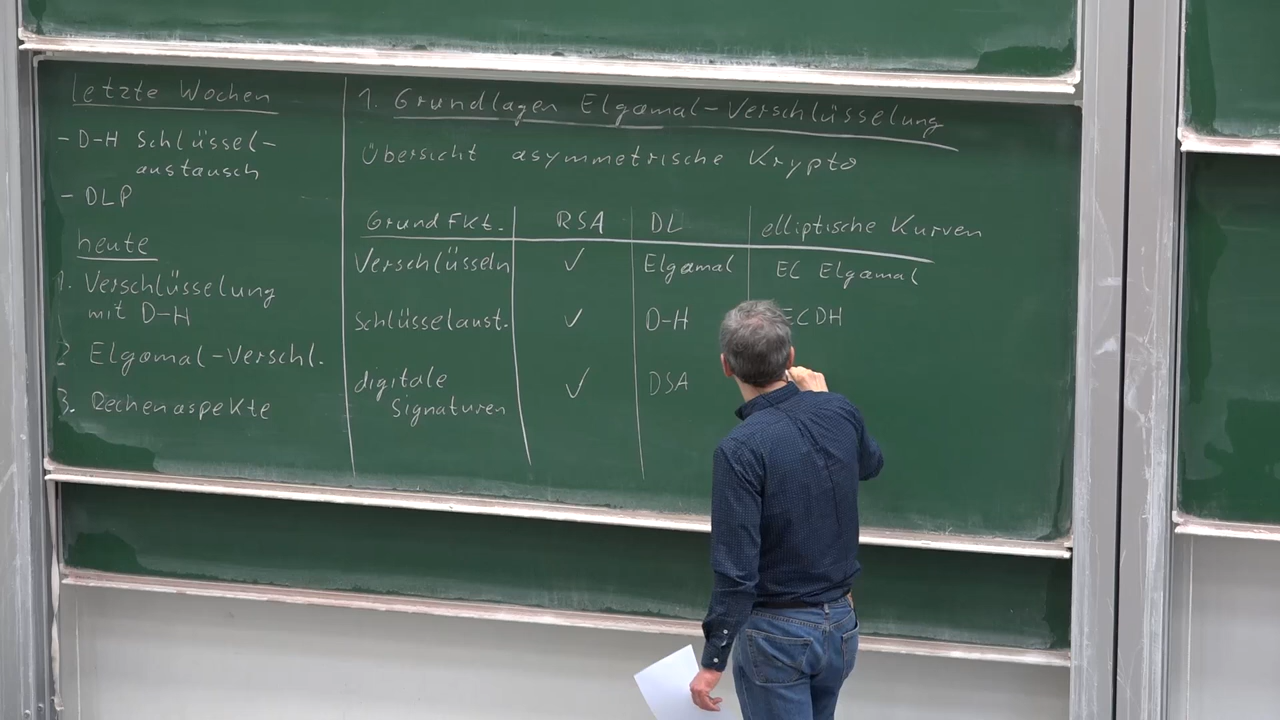 letzte Wochen
- D-H Schlüssel-
austausch
- DLP
heute
1. Verschlüsselung
mit D-H
2 Elgamal-Verschl.
3. Rechenaspekte
1. Grundlagen Elgamal-Verschlüsselung
Übersicht asymmetrische Krypto
Grund Fkt. RSA DL elliptische Kurven
Verschlüsseln ✓ Elgamal EC Elgamal
Schlüsselaust. ✓ D-H ECDH
digitale ✓ DSA
Signaturen